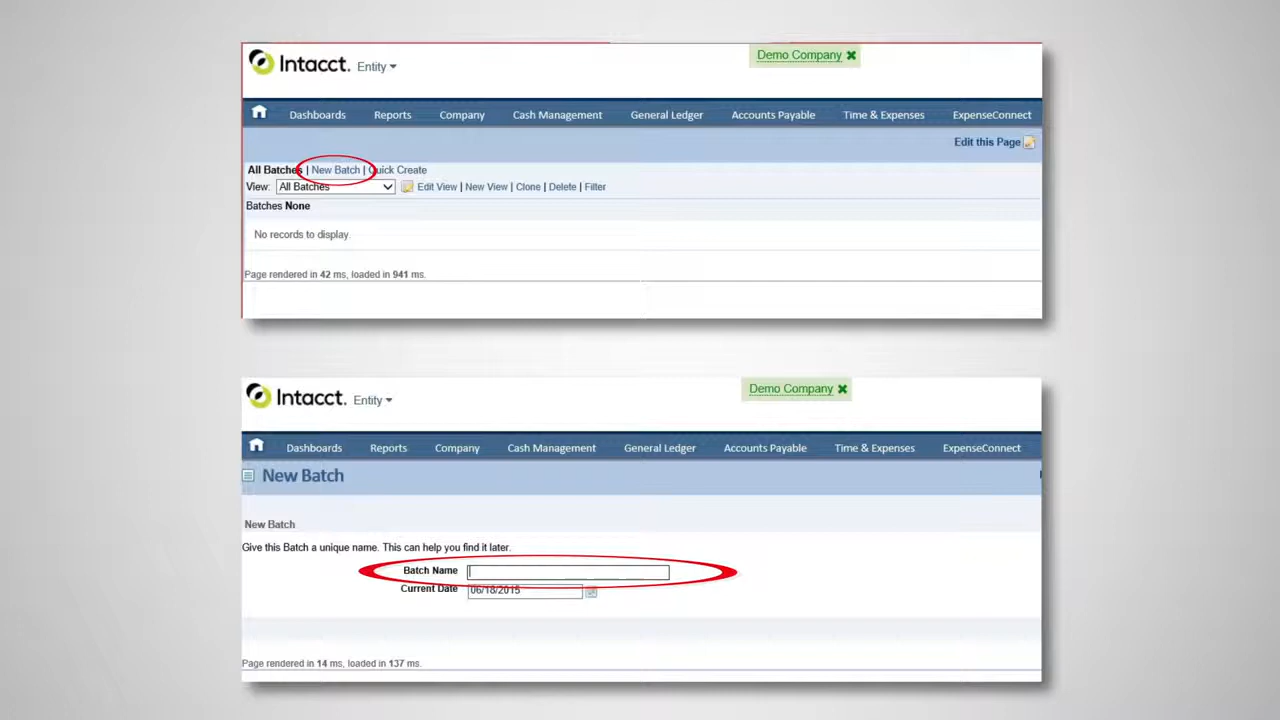 Intacct. Entity
Demo Company
Dashboards Reports Company Cash Management General Ledger Accounts Payable Time & Expenses ExpenseConnect
Edit this Page
All Batches | New Batch | Quick Create
View: All Batches Edit View | New View | Clone | Delete | Filter
Batches None
No records to display.
Page rendered in 42 ms, loaded in 941 ms.
Intacct. Entity
Demo Company
Dashboards Reports Company Cash Management General Ledger Accounts Payable Time & Expenses ExpenseConnect
New Batch
New Batch
Give this Batch a unique name. This can help you find it later.
Batch Name
Current Date 06/18/2015
Page rendered in 14 ms, loaded in 137 ms.